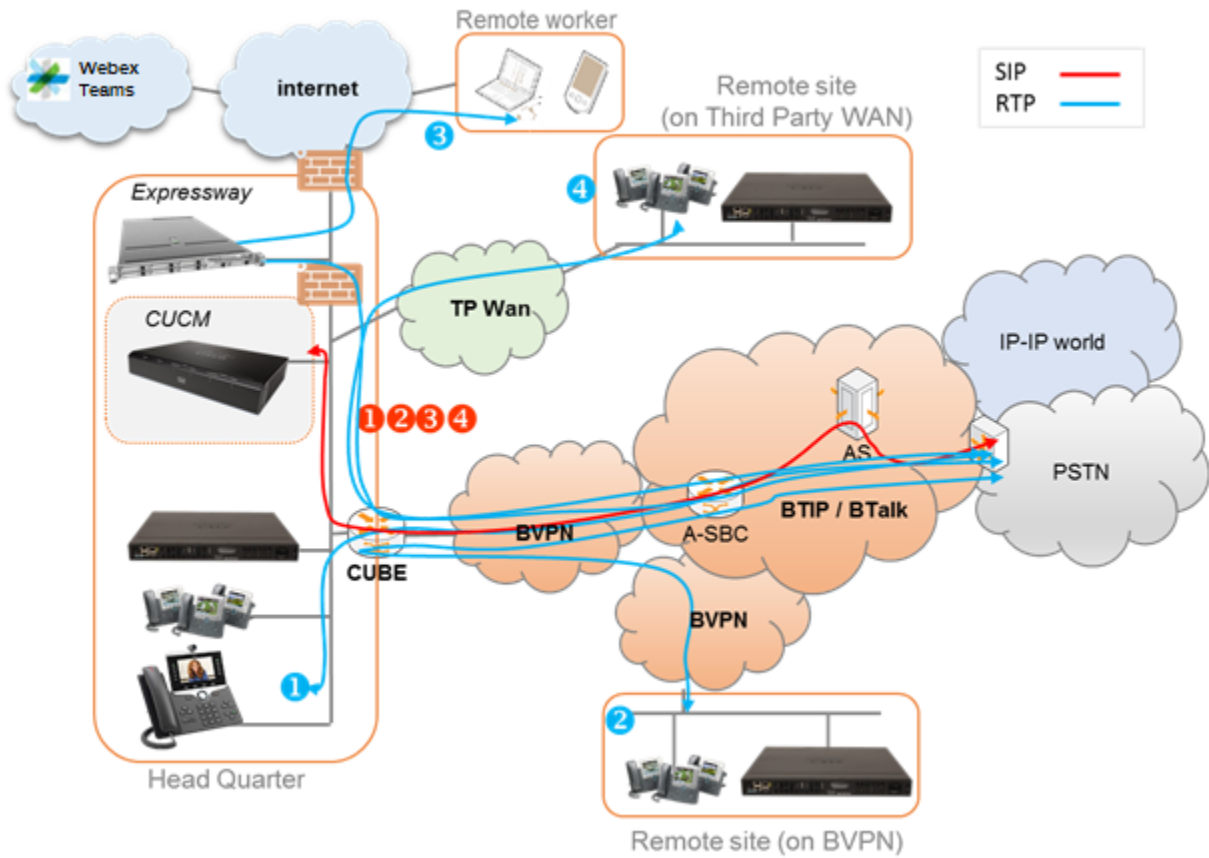 Remote worker
Webex
Teams
internet
SIP
RTP
Remote site
(on Third Party WAN)
3
4
Expressway
TP Wan
CUCM
IP-IP world
1 2 3 4
AS
PSTN
BVPN
A-SBC
BTIP / BTalk
CUBE
BVPN
1
2
Head Quarter
Remote site (on BVPN)